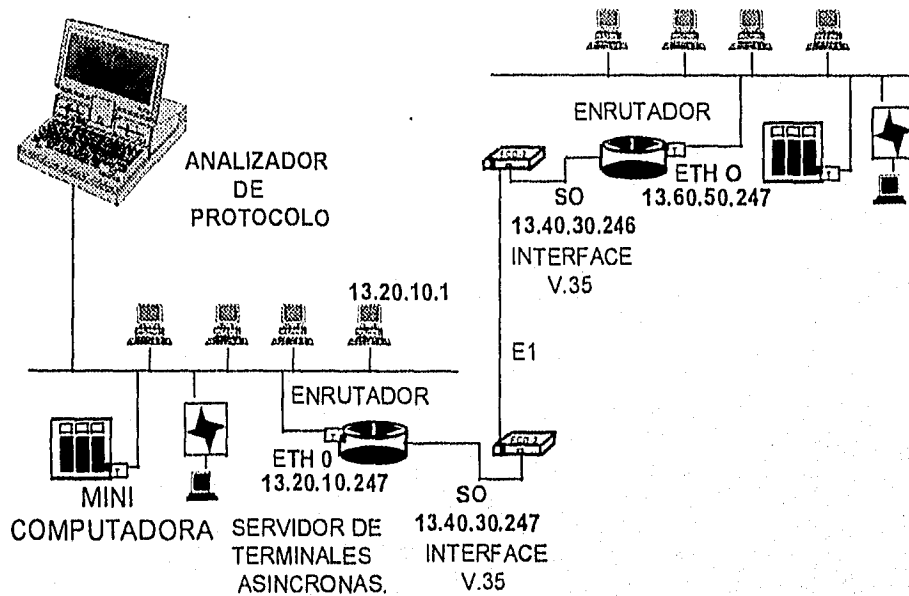 ENRUTADOR
ANALIZADOR
DE
PROTOCOLO
ETH O
13.60.50.247
SO
13.40.30.246
INTERFACE
V.35
13.20.10.1
E1
ENRUTADOR
ETH 0
13.20.10.247
MINI
COMPUTADORA
SERVIDOR DE
TERMINALES
ASINCRONAS.
SO
13.40.30.247
INTERFACE
V.35
T
T
T
T